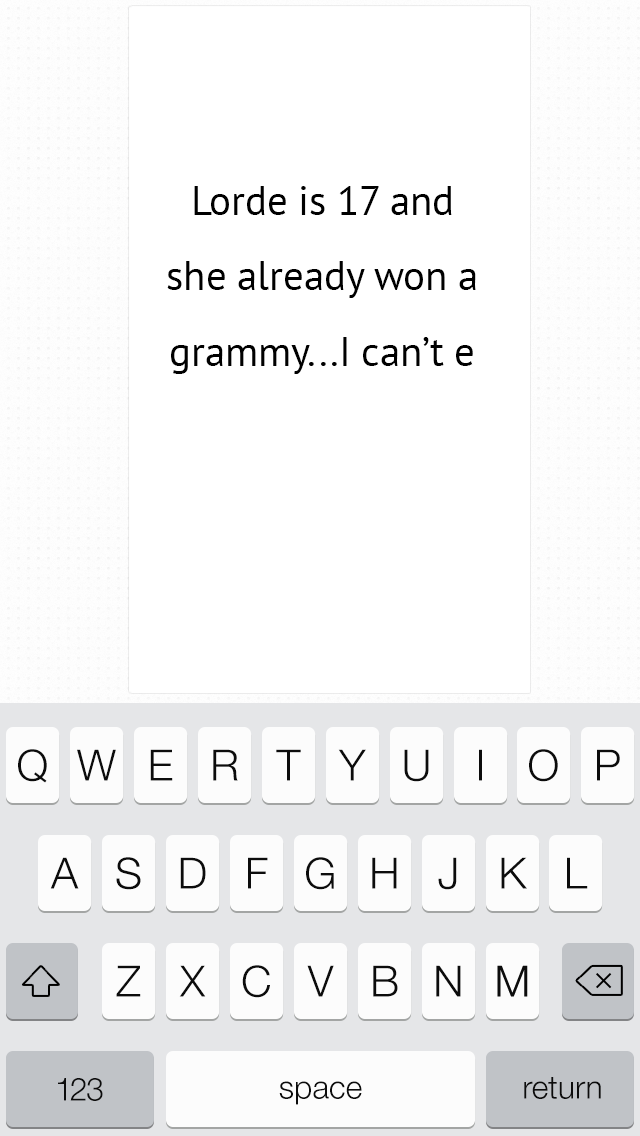 Lorde is 17 and
she already won a
grammy...I can’t e
Q W E R T Y U I O P
A S D F G H J K L
Z X C V B N M
123 space return